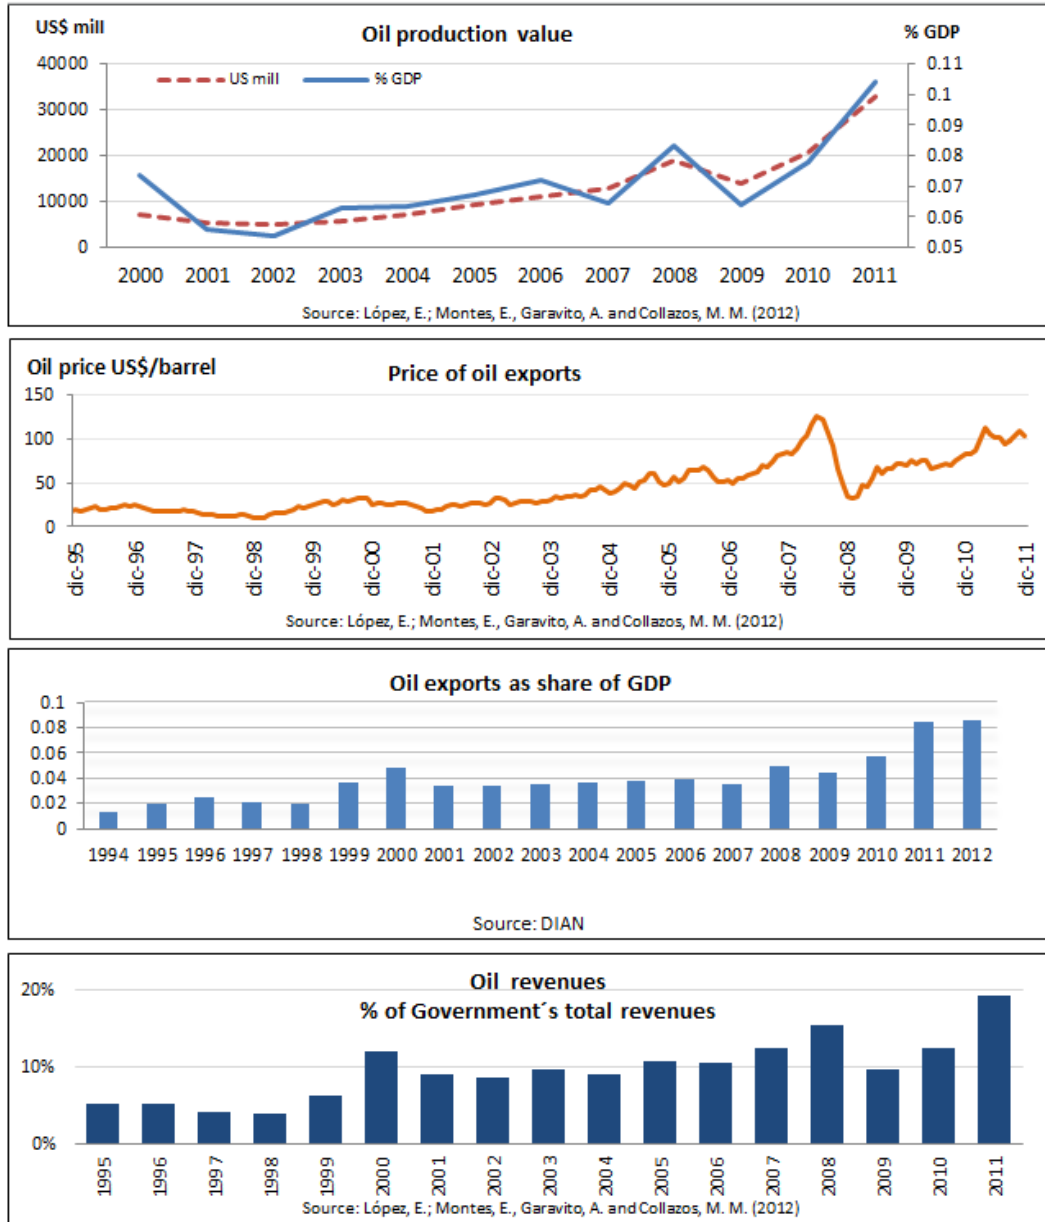 US$ mill
Oil production value
% GDP
US mill
% GDP
40000
30000
20000
10000
0
0.11
0.1
0.09
0.08
0.07
0.06
0.05
2000 2001 2002 2003 2004 2005 2006 2007 2008 2009 2010 2011
Source: López, E.; Montes, E., Garavito, A. and Collazos, M. M. (2012)
Oil price US$/barrel
Price of oil exports
150
100
50
0
dic-95 dic-96 dic-97 dic-98 dic-99 dic-00 dic-01 dic-02 dic-03 dic-04 dic-05 dic-06 dic-07 dic-08 dic-09 dic-10 dic-11
Source: López, E.; Montes, E., Garavito, A. and Collazos, M. M. (2012)
Oil exports as share of GDP
0.1
0.08
0.06
0.04
0.02
0
1994 1995 1996 1997 1998 1999 2000 2001 2002 2003 2004 2005 2006 2007 2008 2009 2010 2011 2012
Source: DIAN
Oil revenues
% of Government´s total revenues
20%
10%
0%
1995 1996 1997 1998 1999 2000 2001 2002 2003 2004 2005 2006 2007 2008 2009 2010 2011
Source: López, E.; Montes, E., Garavito, A. and Collazos, M. M. (2012)